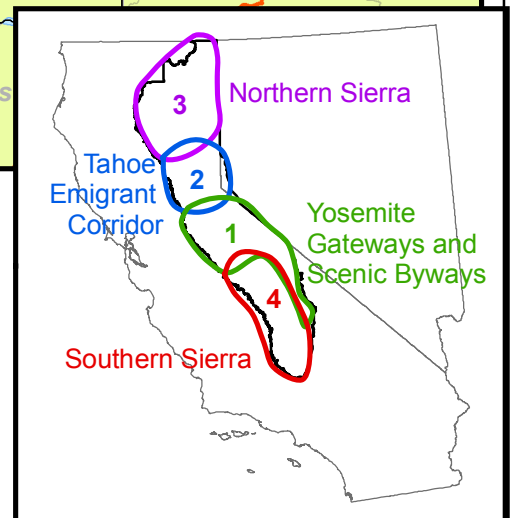 s
3
Northern Sierra
Tahoe
Emigrant
Corridor
2
1
Yosemite
Gateways and
Scenic Byways
4
Southern Sierra